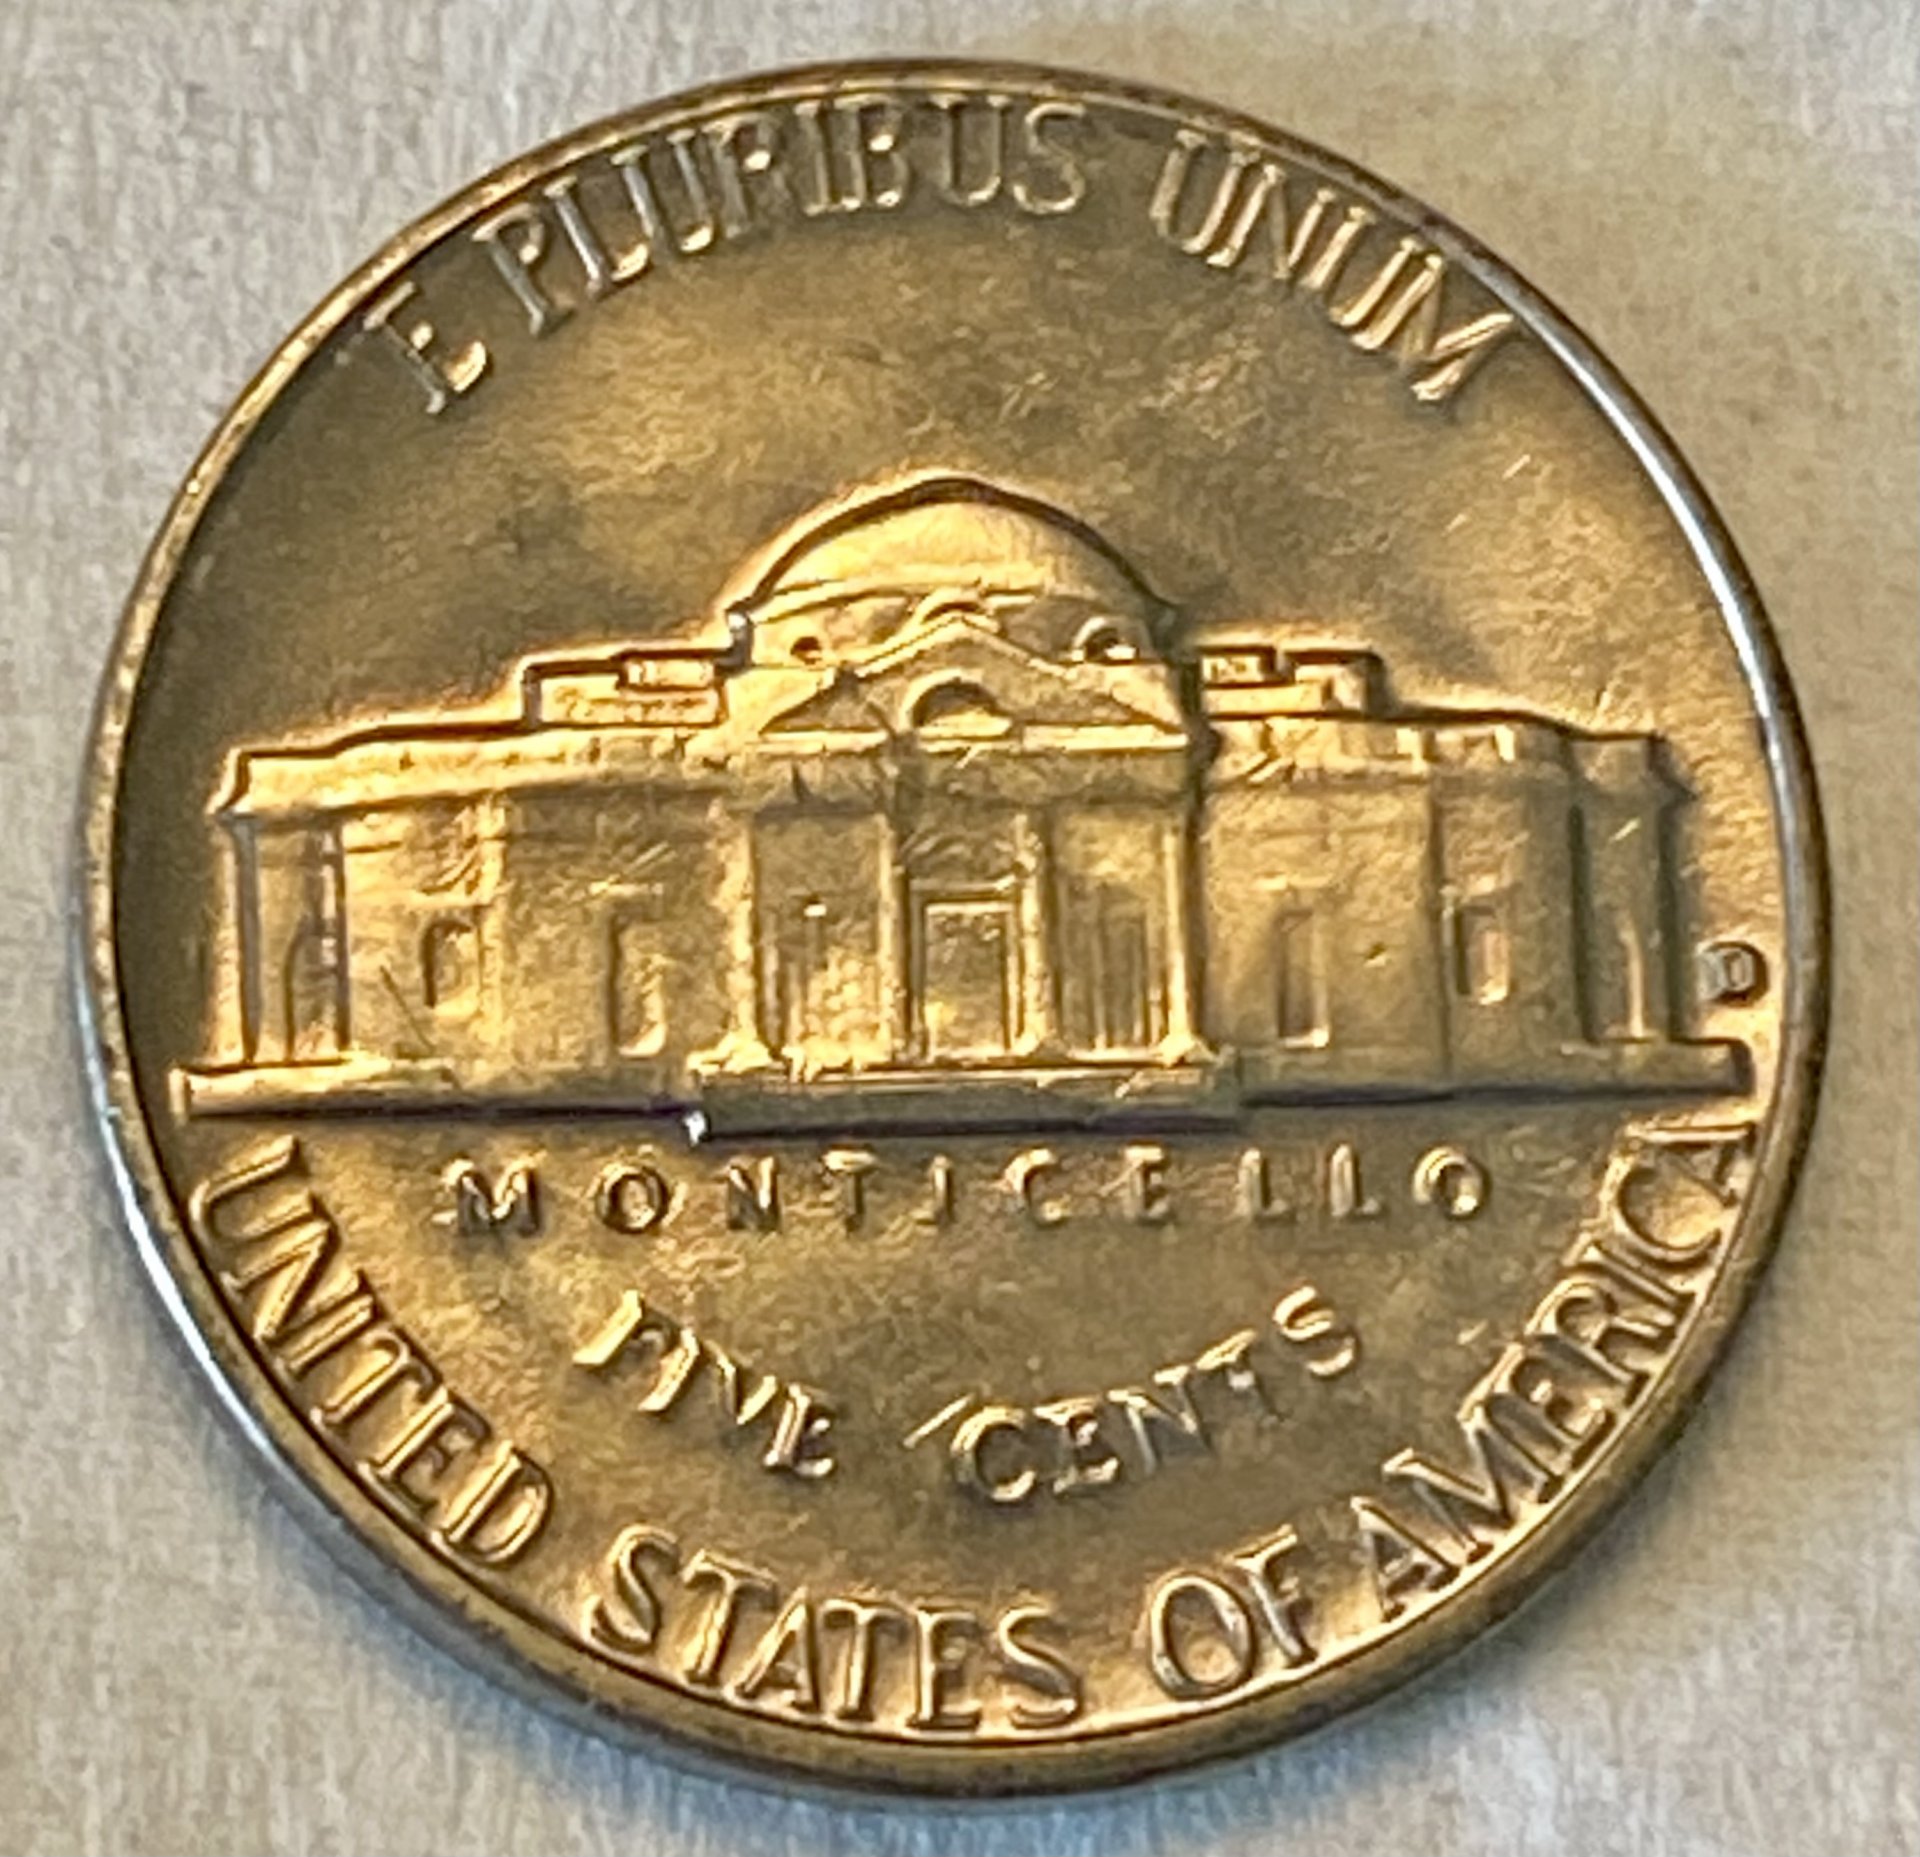 E PLURIBUS UNUM
D
MONTICELLO
FIVE CENTS
UNITED STATES OF AMERICA